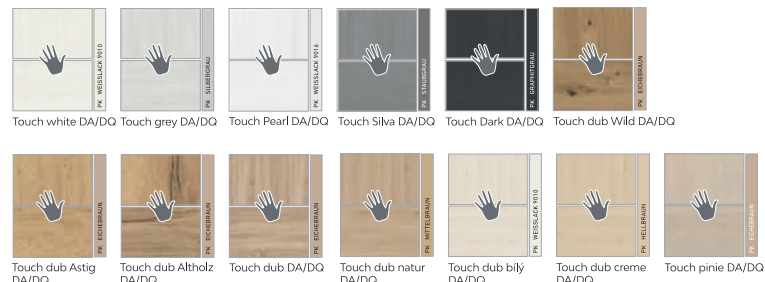 PK WEISSLACK 9010
PK SILBERGRAU
PK WEISSLACK 9016
PK STAUBGRAU
PK GRAPHITGRAU
PK EICHEBRAUN
Touch white DA/DQ
Touch grey DA/DQ
Touch Pearl DA/DQ
Touch Silva DA/DQ
Touch Dark DA/DQ
Touch dub Wild DA/DQ
PK EICHEBRAUN
PK EICHEBRAUN
PK EICHEBRAUN
PK MITTELBRAUN
PK WEISSLACK 9010
PK HELLBRAUN
PK EICHEBRAUN
Touch dub Astig
DA/DQ
Touch dub Altholz
DA/DQ
Touch dub DA/DQ
Touch dub natur
DA/DQ
Touch dub bílý
DA/DQ
Touch dub creme
DA/DQ
Touch pinie DA/DQ